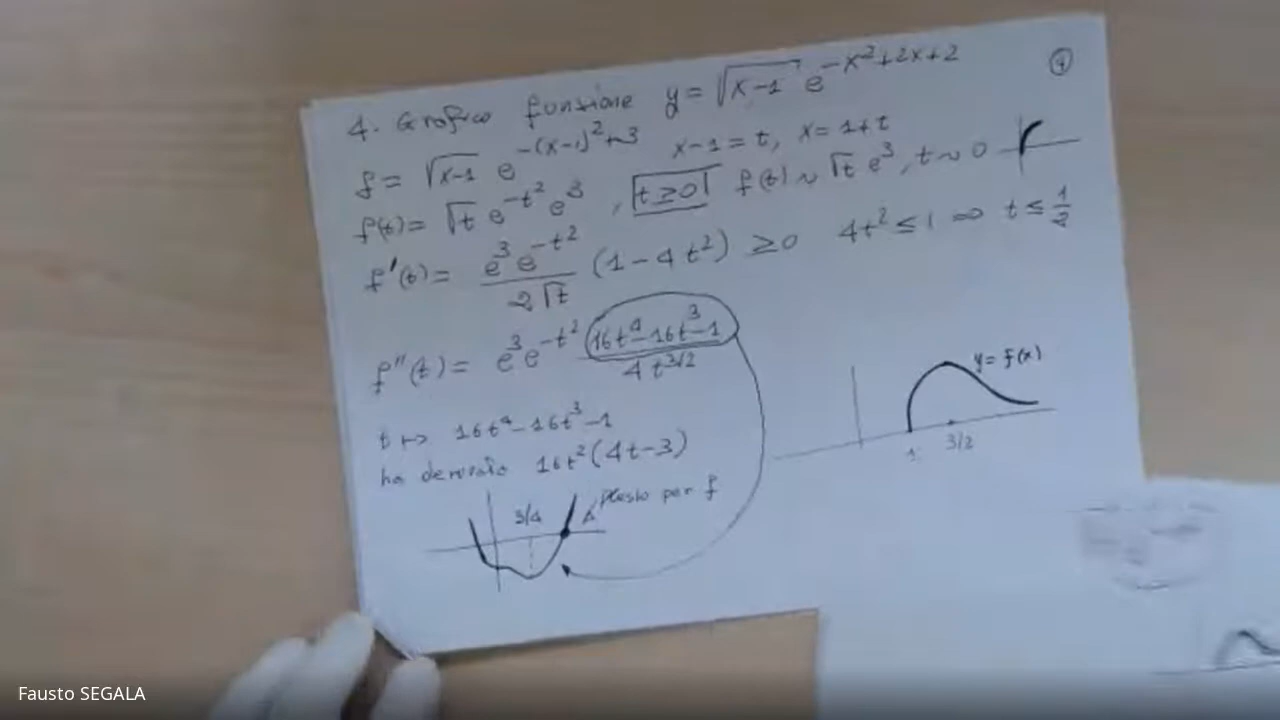 4. Grafico funzione y = √(x-1) e^(-x²+2x+2)
④
f = √(x-1) e^(-(x-1)²+3) x-1 = t, x = 1+t
f(t) = √t e^(-t²) e³, t ≥ 0 f(t) ~ √t e³, t ~ 0
f'(t) = e³ e^(-t²) / 2√t (1-4t²) ≥ 0 4t² ≤ 1 ⇒ t ≤ 1/2
f''(t) = e³ e^(-t²) (16t⁴-16t³-1) / 4t^(3/2)
t ↦ 16t⁴-16t³-1
ha derivata 16t²(4t-3)
y = f(x)
1 3/2
3/4
flesso per f
Fausto SEGALA